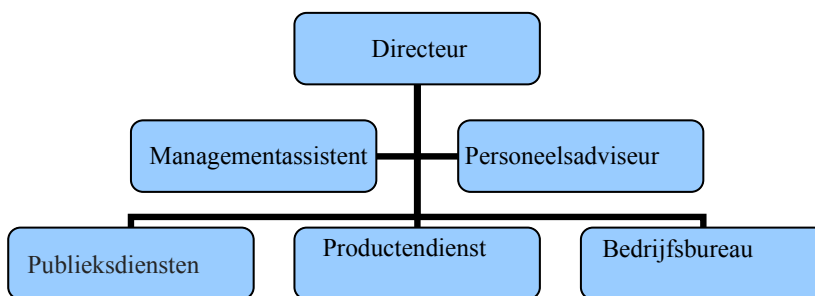 Directeur
Managementassistent
Personeelsadviseur
Publieksdiensten
Productendienst
Bedrijfsbureau